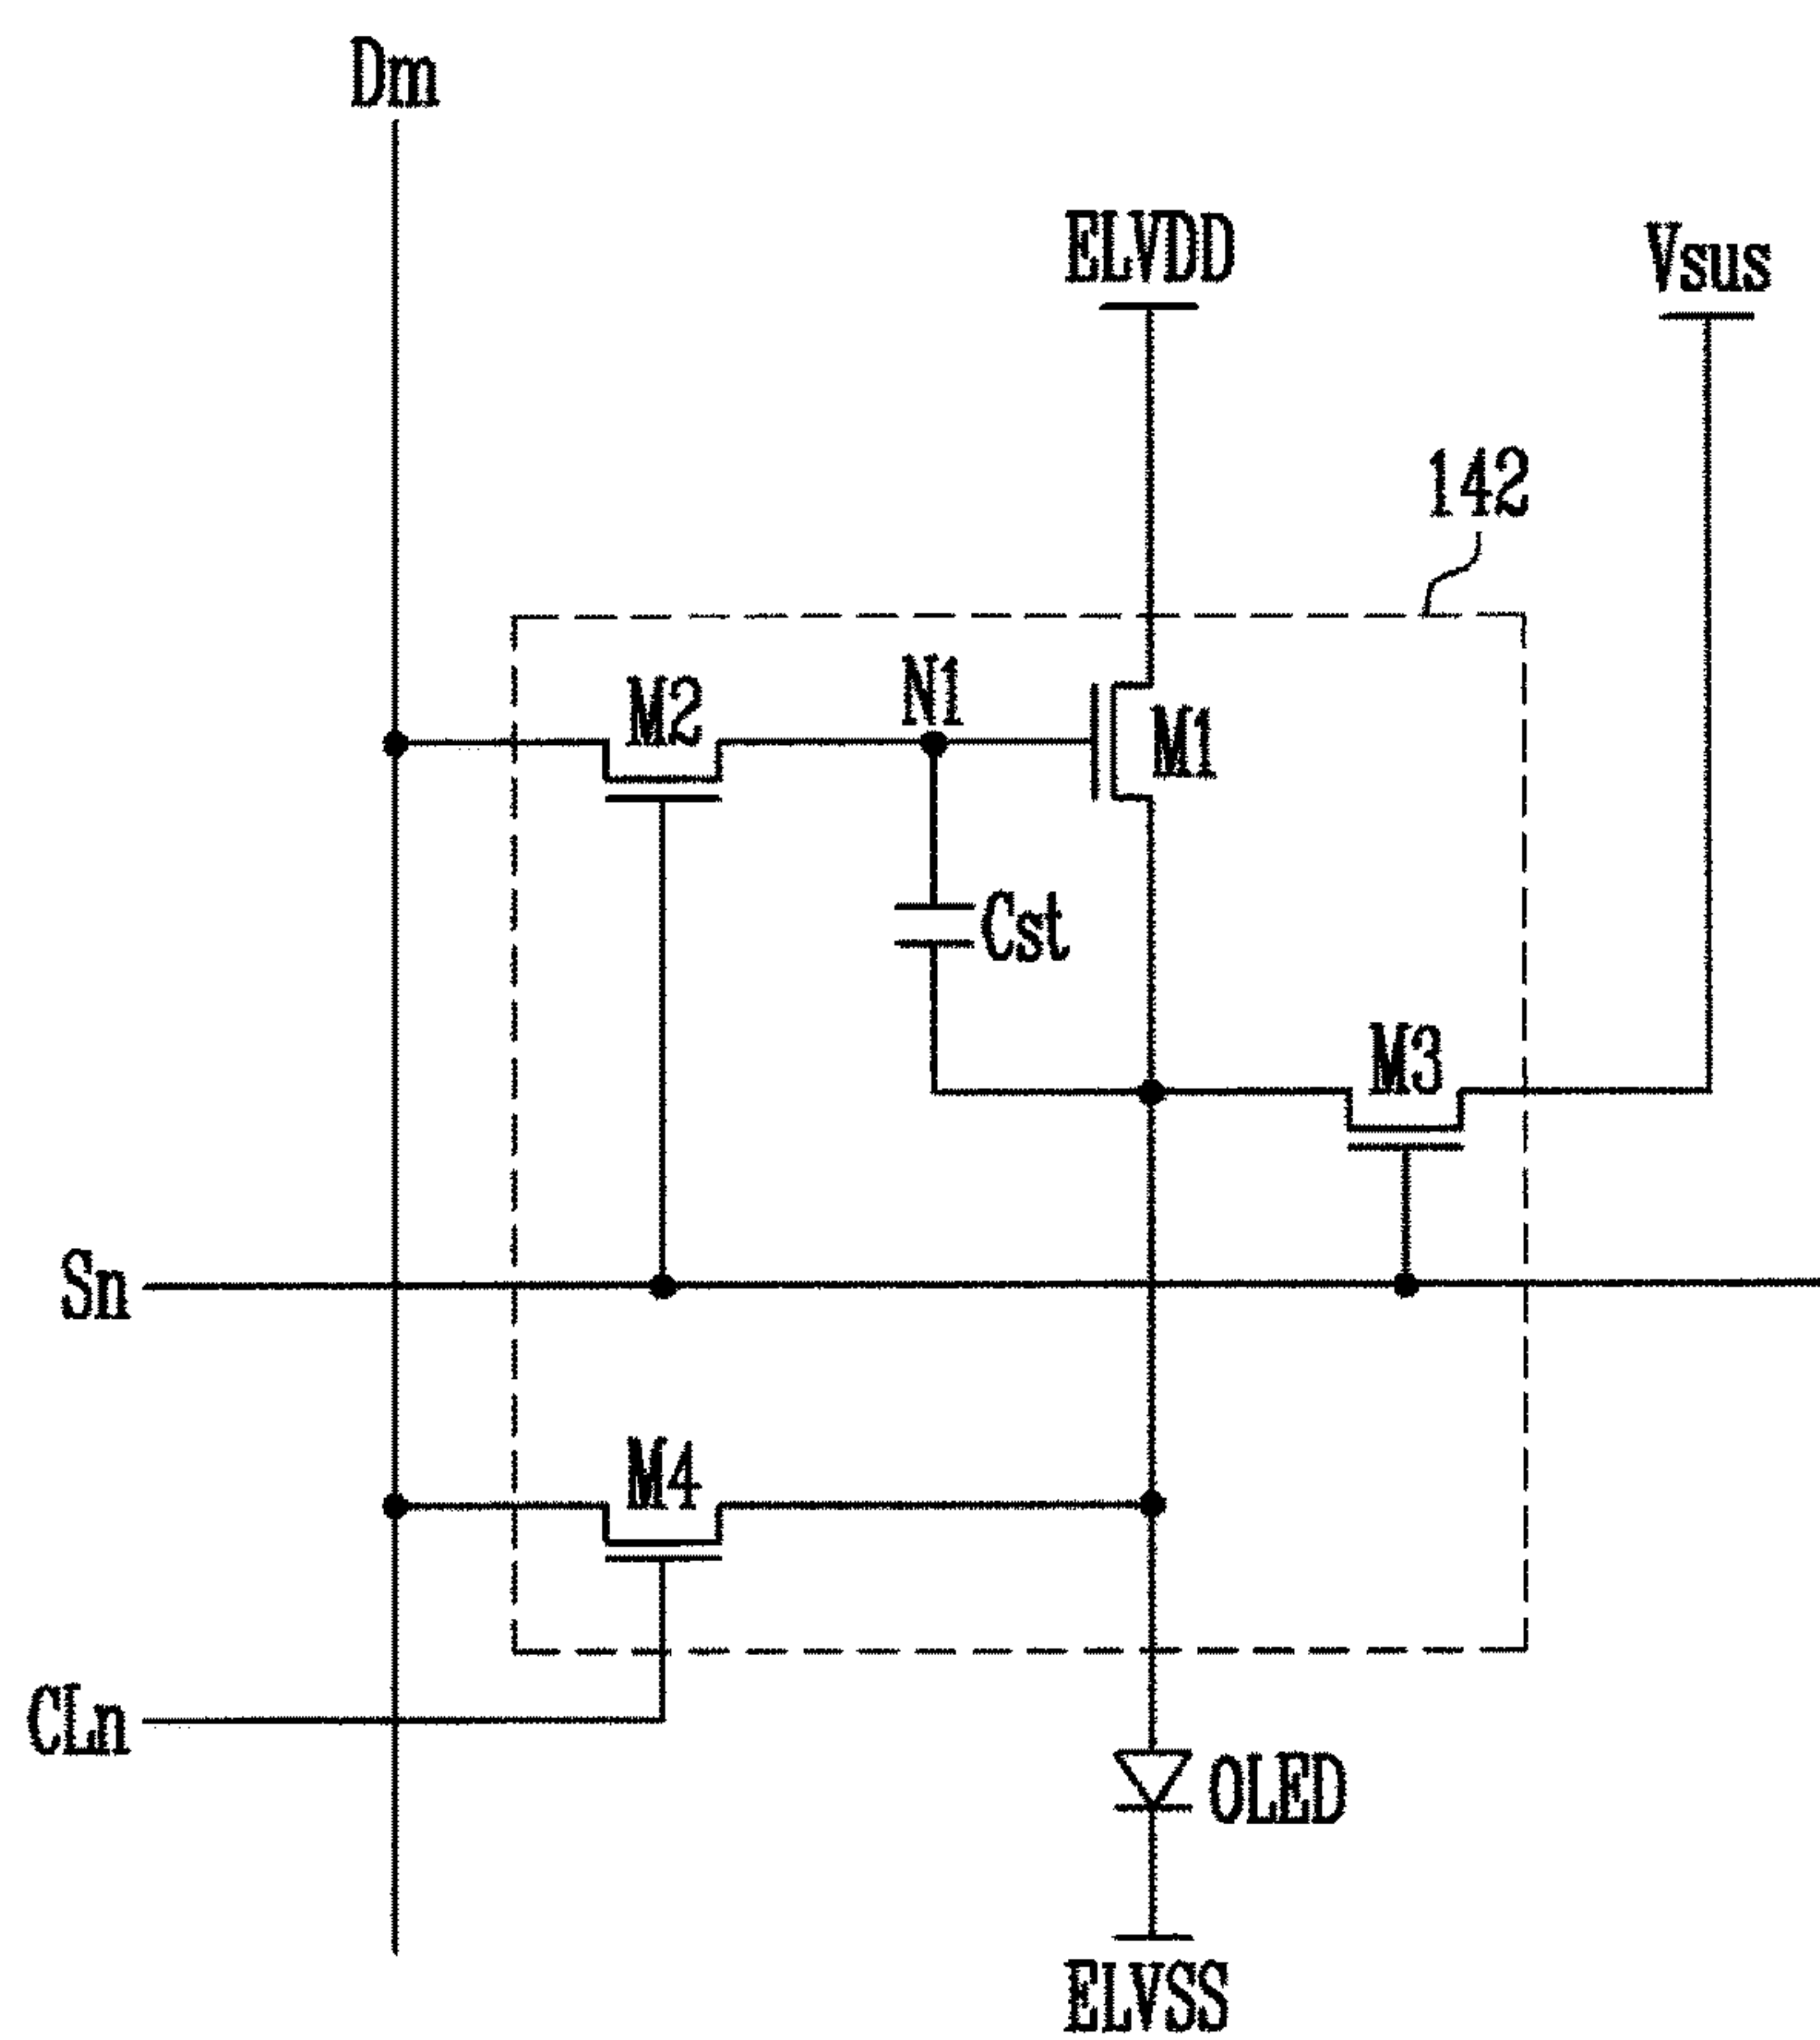 Dm
ELVDD
Vsus
142
M2
N1
M1
Cst
M3
Sn
M4
CLn
OLED
ELVSS